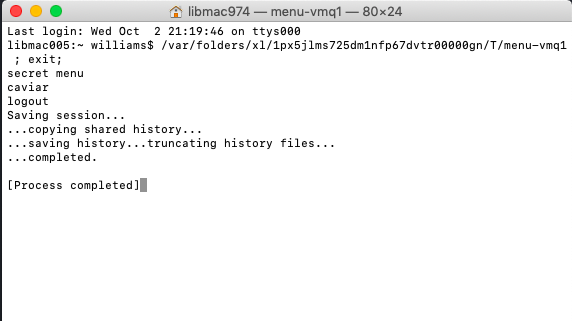 libmac974 — menu-vmq1 — 80×24
Last login: Wed Oct  2 21:19:46 on ttys000
libmac005:~ williams$ /var/folders/xl/1px5jlms725dm1nfp67dvtr00000gn/T/menu-vmq1
 ; exit;
secret menu
caviar
logout
Saving session...
...copying shared history...
...saving history...truncating history files...
...completed.
[Process completed]